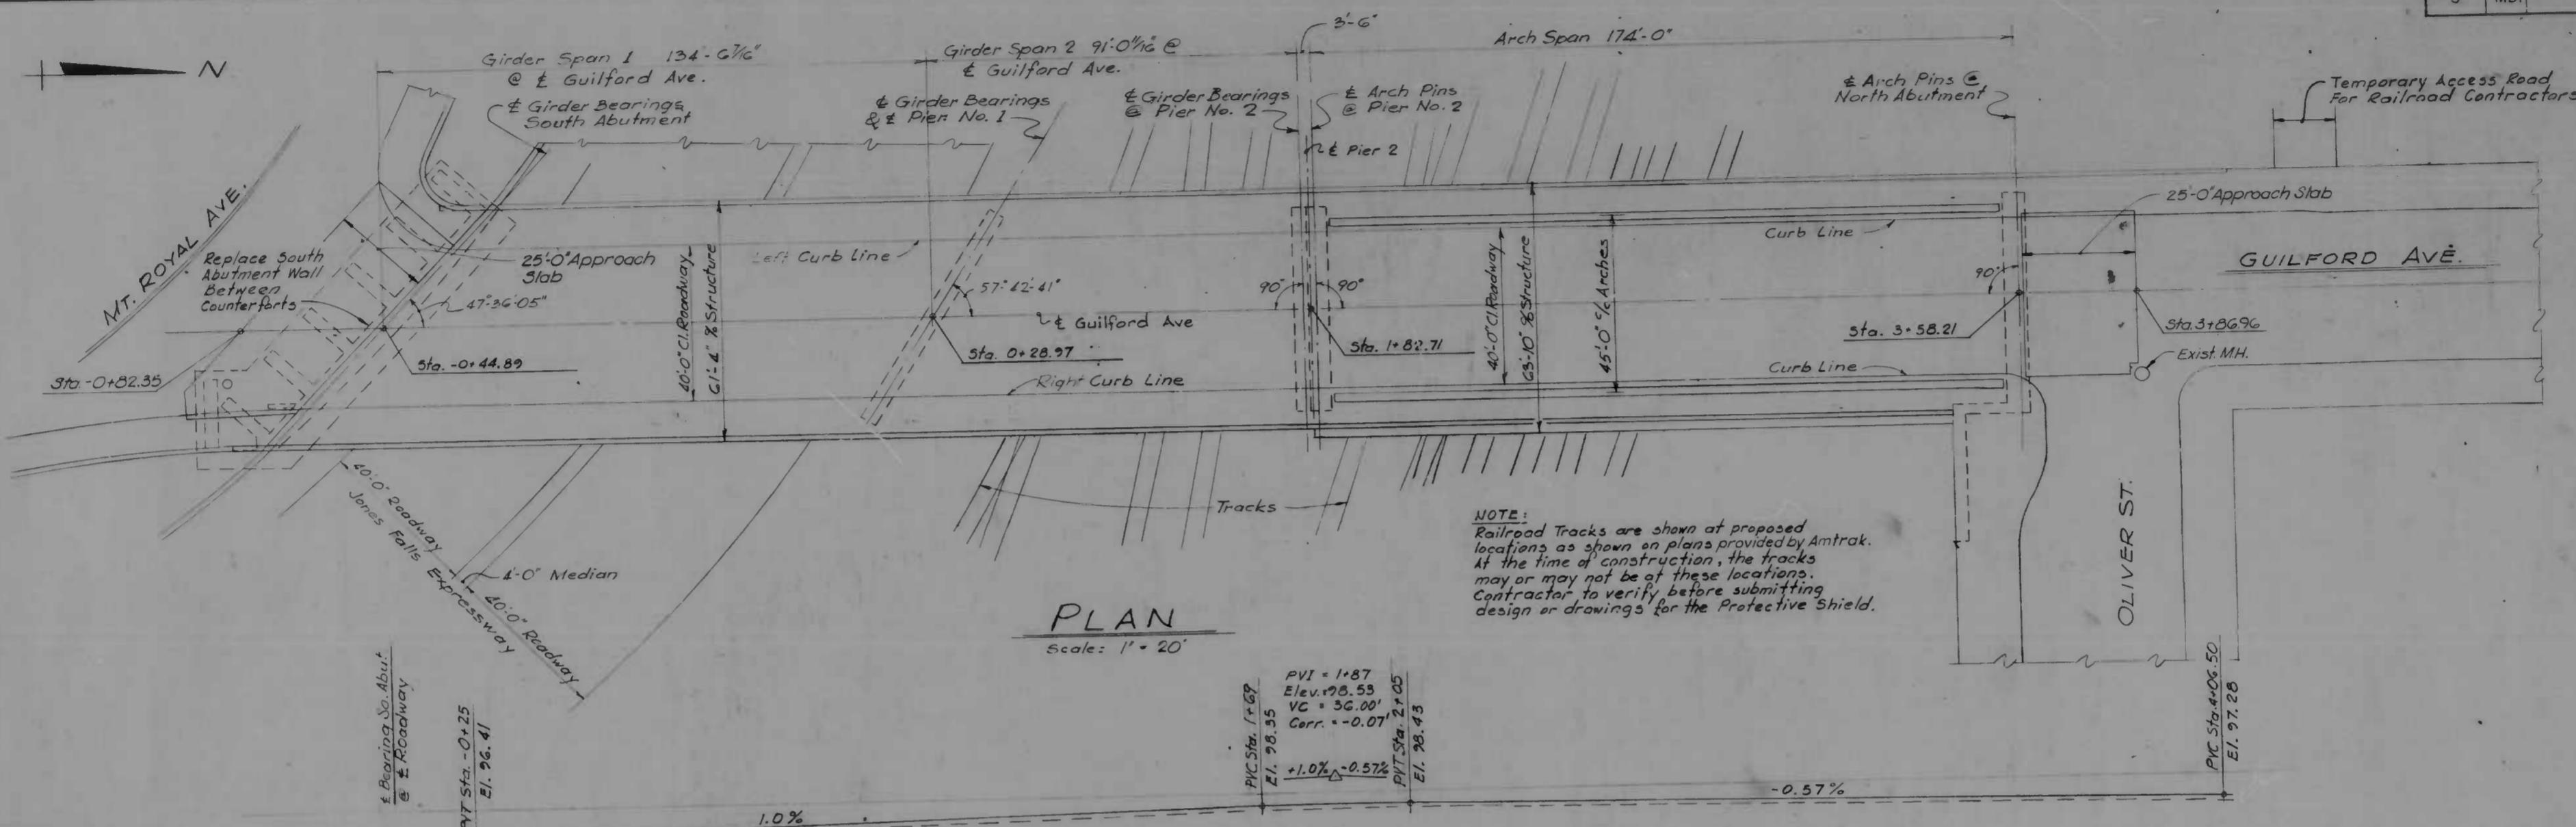 N
Girder Span 1 134'-6 7/16"
@ ℄ Guilford Ave.
Girder Span 2 91'-0 11/16" @
℄ Guilford Ave.
3'-6"
Arch Span 174'-0"
℄ Girder Bearings
South Abutment
℄ Girder Bearings
& ℄ Pier No. 1
℄ Girder Bearings
@ Pier No. 2
℄ Arch Pins
@ Pier No. 2
℄ Pier 2
℄ Arch Pins @
North Abutment
Temporary Access Road
For Railroad Contractors
MT. ROYAL AVE.
Replace South
Abutment Wall
Between
Counterforts
25'-0" Approach
Slab
47°-36'-05"
Left Curb Line
57°-42'-41"
90°
90°
℄ Guilford Ave
Right Curb Line
40'-0" Cl. Roadway
61'-4" % Structure
40'-0" Cl. Roadway
63'-10" % Structure
45'-0" c/c Arches
Curb Line
Curb Line
90°
25'-0" Approach Slab
GUILFORD AVE.
Sta. -0+82.35
Sta. -0+44.89
Sta. 0+28.97
Sta. 1+82.71
Sta. 3+58.21
Sta. 3+86.96
Exist. M.H.
40'-0" Roadway
Jones Falls Expressway
4'-0" Median
40'-0" Roadway
Tracks
NOTE:
Railroad Tracks are shown at proposed
locations as shown on plans provided by Amtrak.
At the time of construction, the tracks
may or may not be at these locations.
Contractor to verify before submitting
design or drawings for the Protective Shield.
OLIVER ST.
PLAN
Scale: 1" = 20'
℄ Bearing So. Abut.
@ ℄ Roadway
PVT Sta. -0+25
El. 96.41
1.0%
PVC Sta. 1+69
El. 98.35
PVI = 1+87
Elev. = 98.53
VC = 36.00'
Corr. = -0.07'
+1.0% -0.57%
PVT Sta. 2+05
El. 98.43
-0.57%
PVC Sta. 4+06.50
El. 97.28